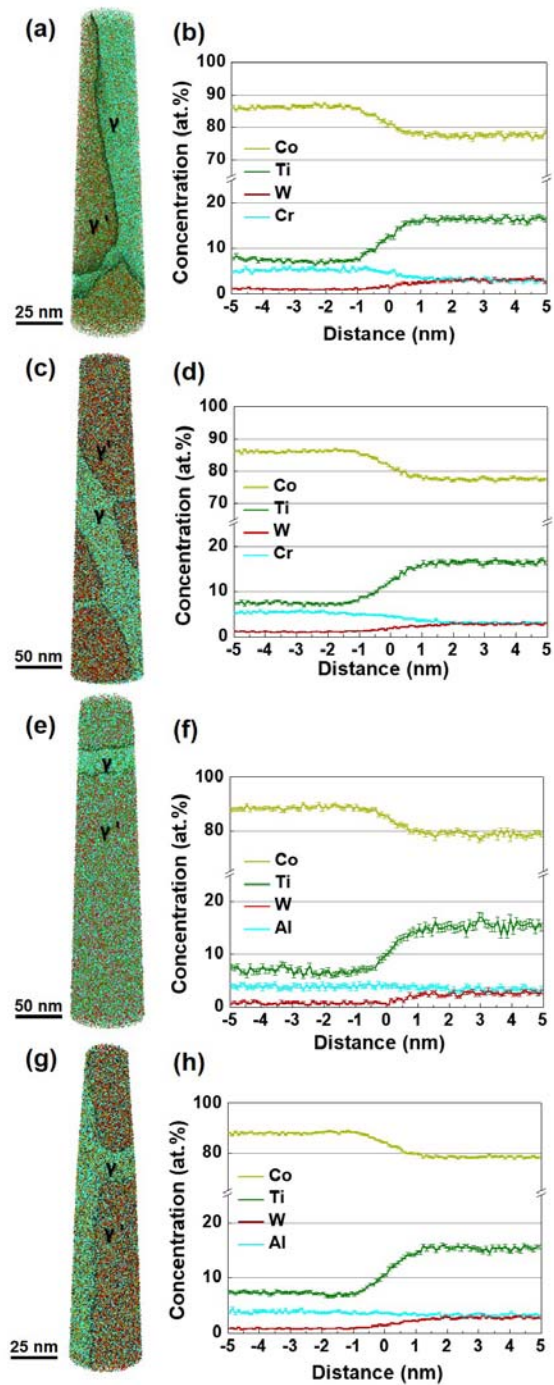 (a)
γ
γ'
25 nm
(b)
100
90
80
70
20
10
0
Concentration (at.%)
Co
Ti
W
Cr
-5 -4 -3 -2 -1 0 1 2 3 4 5
Distance (nm)
(c)
γ'
γ
50 nm
(d)
100
90
80
70
20
10
0
Concentration (at.%)
Co
Ti
W
Cr
-5 -4 -3 -2 -1 0 1 2 3 4 5
Distance (nm)
(e)
γ
γ'
50 nm
(f)
100
80
20
10
0
Concentration (at.%)
Co
Ti
W
Al
-5 -4 -3 -2 -1 0 1 2 3 4 5
Distance (nm)
(g)
γ
γ'
25 nm
(h)
100
80
20
10
0
Concentration (at.%)
Co
Ti
W
Al
-5 -4 -3 -2 -1 0 1 2 3 4 5
Distance (nm)